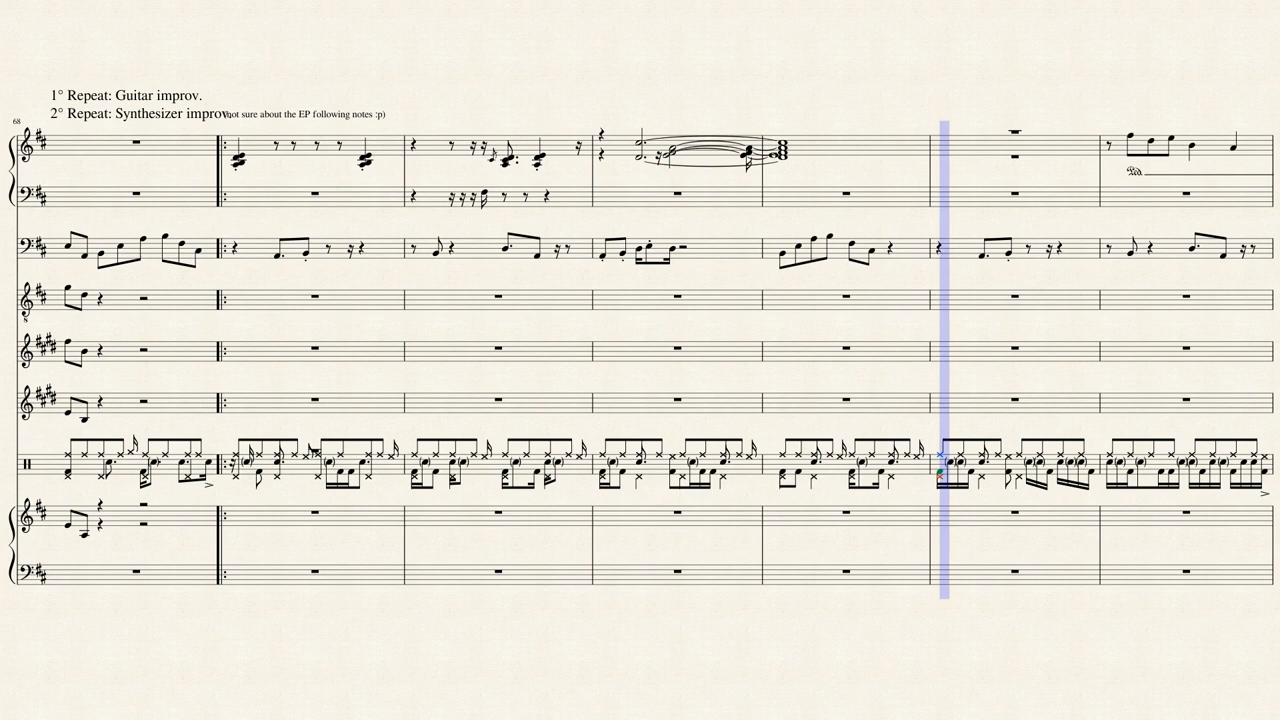 1° Repeat: Guitar improv.
2° Repeat: Synthesizer improv.
not sure about the EP following notes :p)
68